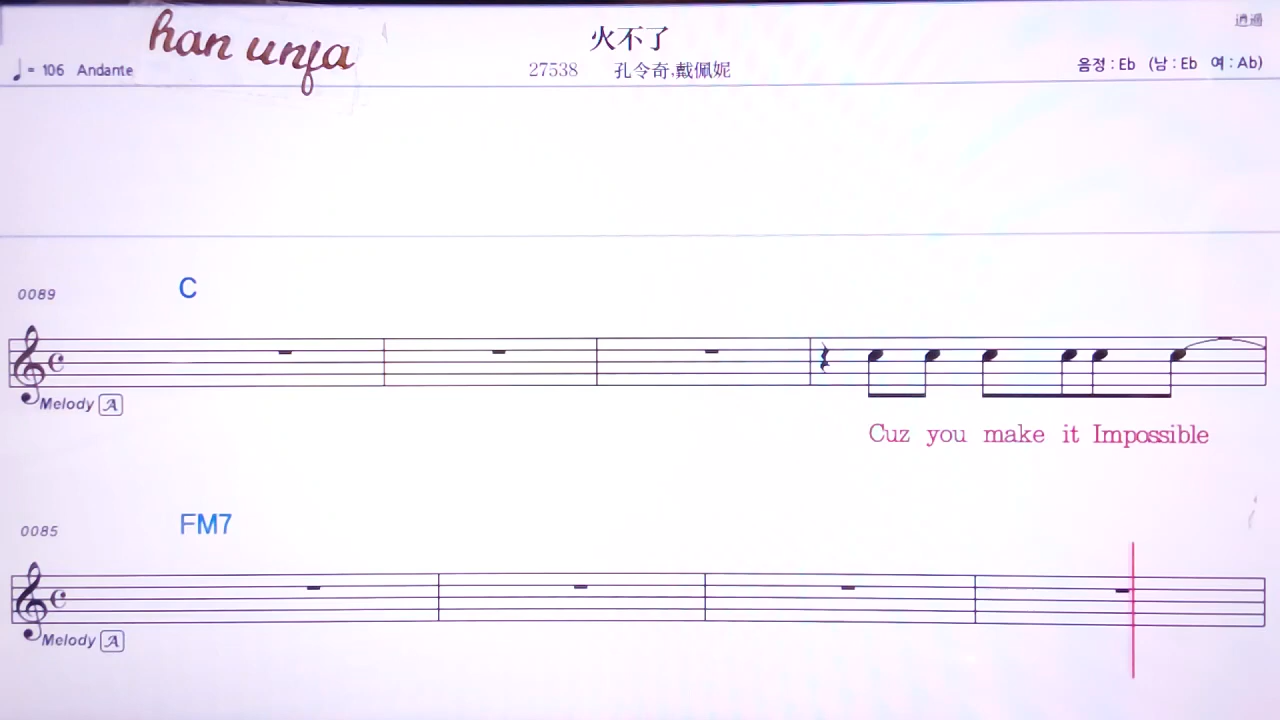 han unfa
火不了
♩= 106 Andante
27538 孔令奇,戴佩妮
음정 : Eb (남 : Eb 여 : Ab)
0089
C
Melody A
Cuz you make it Impossible
0085
FM7
Melody A